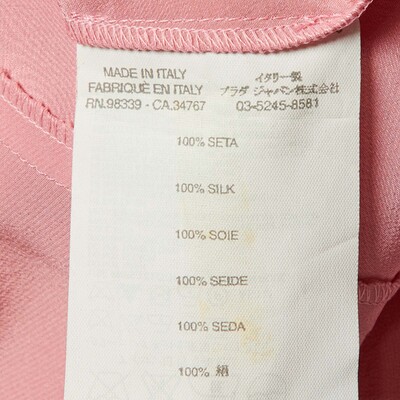 MADE IN ITALY
FABRIQUÈ EN ITALY
RN.98339 - CA.34767
イタリー製
プラダ ジャパン株式会社
03-5245-8581
100% SETA
100% SILK
100% SOIE
100% SEIDE
100% SEDA
100% 絹